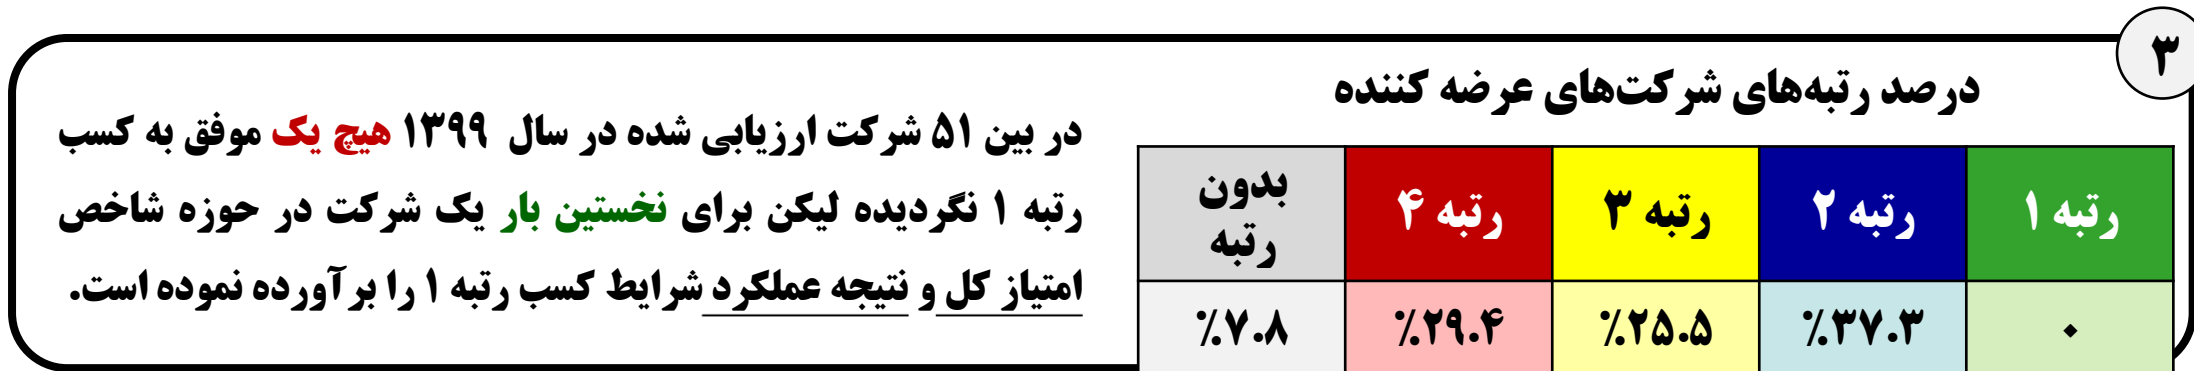 ۳
درصد رتبه‌های شرکت‌های عرضه کننده
رتبه ۱ رتبه ۲ رتبه ۳ رتبه ۴ بدون رتبه
۰ ٪۳۷.۳ ٪۲۵.۵ ٪۲۹.۴ ٪۷.۸
در بین ۵۱ شرکت ارزیابی شده در سال ۱۳۹۹ هیچ یک موفق به کسب
رتبه ۱ نگردیده لیکن برای نخستین بار یک شرکت در حوزه شاخص
امتیاز کل و نتیجه عملکرد شرایط کسب رتبه ۱ را برآورده نموده است.